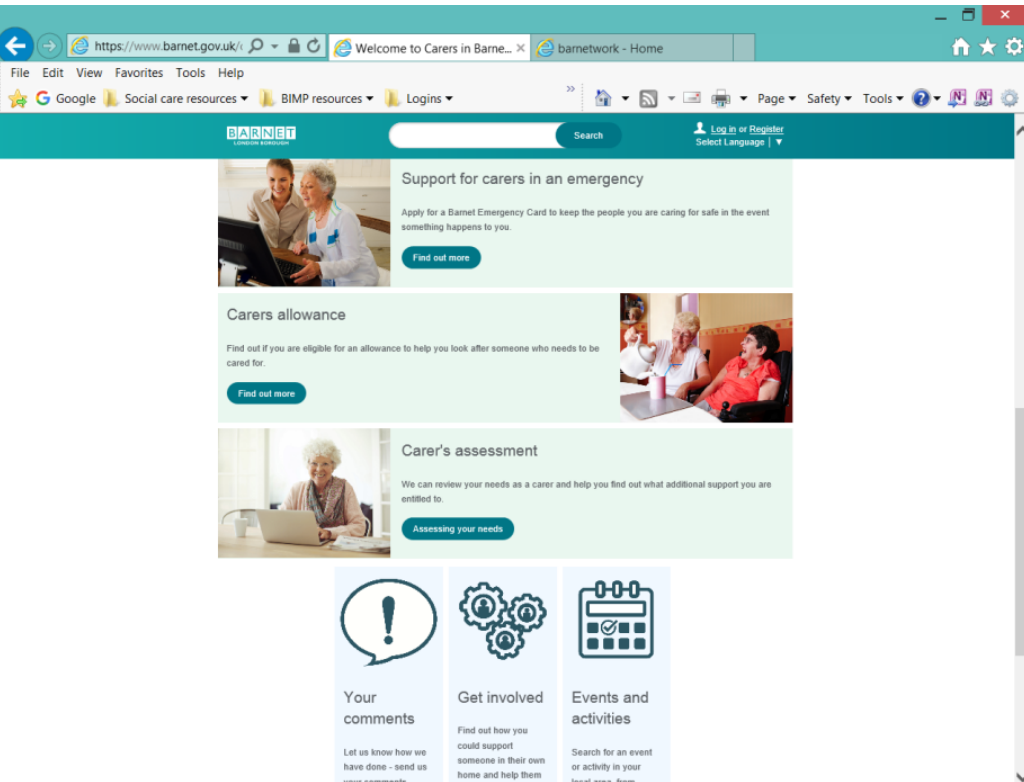 https://www.barnet.gov.uk/
Welcome to Carers in Barne...
barnetwork - Home
File Edit View Favorites Tools Help
Google Social care resources BIMP resources Logins
Page Safety Tools
BARNET
LONDON BOROUGH
Search
Log in or Register
Select Language
Support for carers in an emergency
Apply for a Barnet Emergency Card to keep the people you are caring for safe in the event
something happens to you.
Find out more
Carers allowance
Find out if you are eligible for an allowance to help you look after someone who needs to be
cared for.
Find out more
Carer's assessment
We can review your needs as a carer and help you find out what additional support you are
entitled to.
Assessing your needs
Your
comments
Let us know how we
have done - send us
your comments
Get involved
Find out how you
could support
someone in their own
home and help them
Events and
activities
Search for an event
or activity in your
local area, from